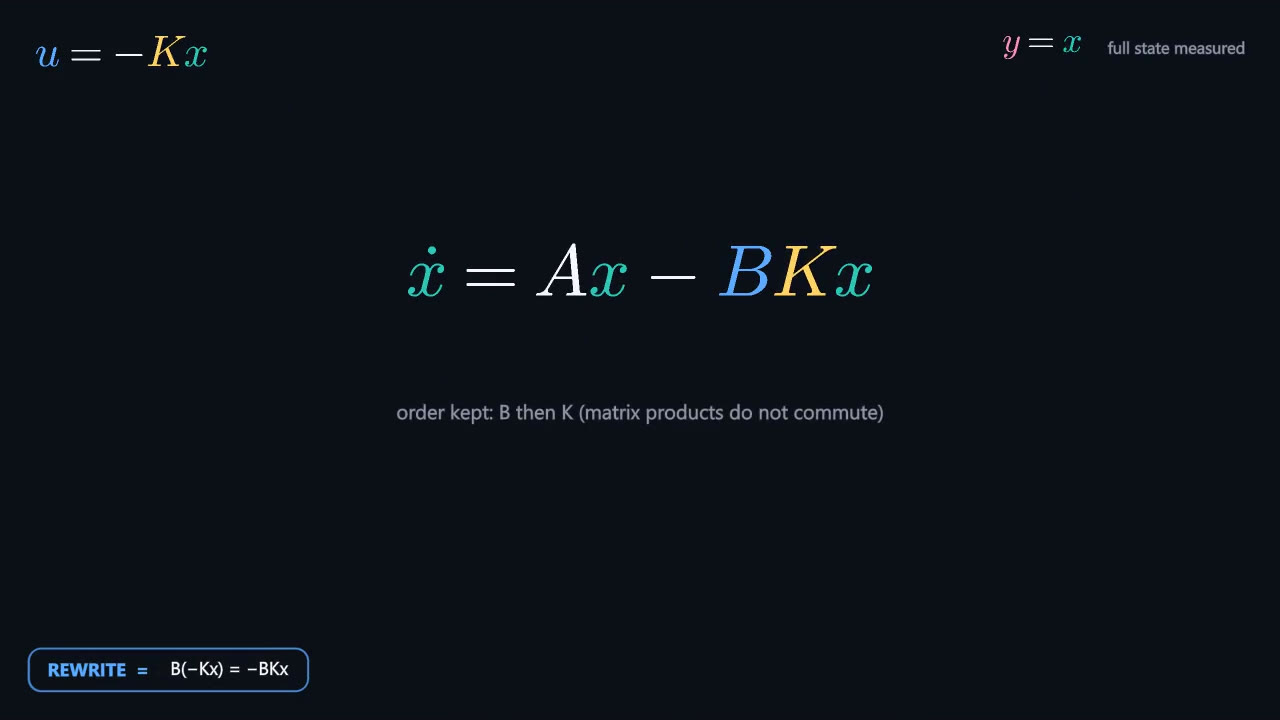 u = −Kx
y = x full state measured
ẋ = Ax − BKx
order kept: B then K (matrix products do not commute)
REWRITE = B(−Kx) = −BKx